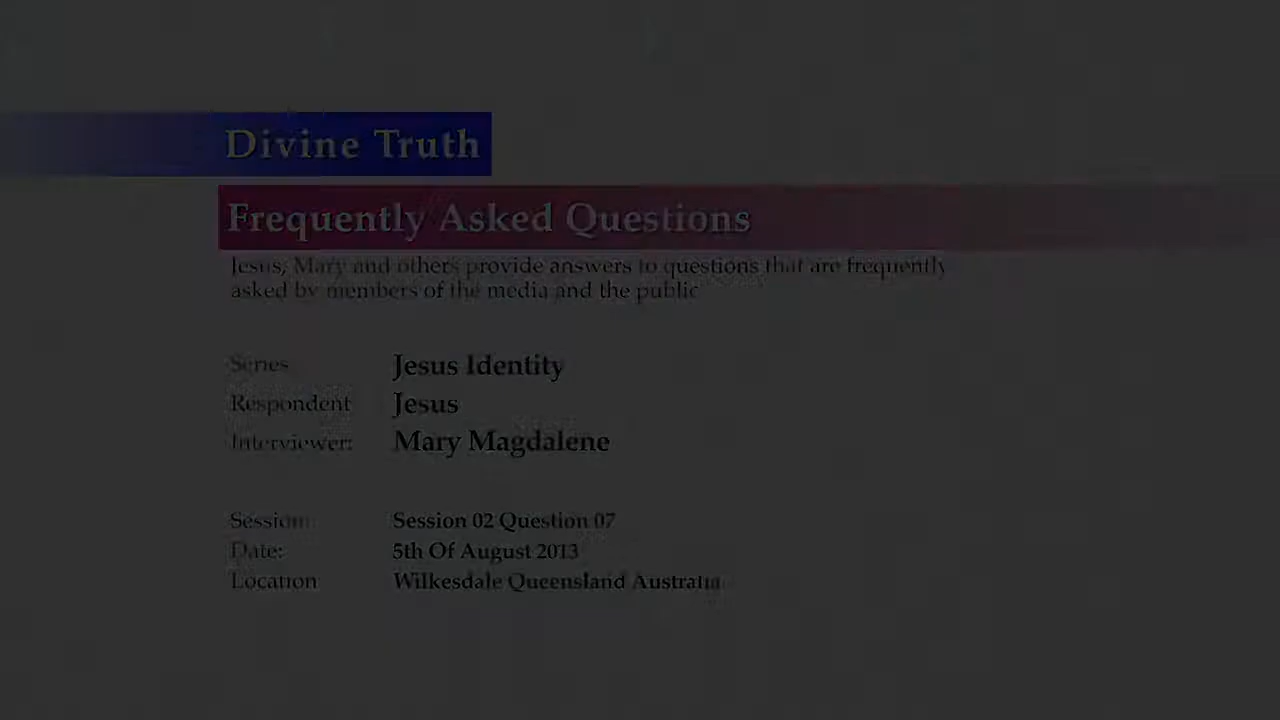 Divine Truth
Frequently Asked Questions
Jesus, Mary and others provide answers to questions that are frequently
asked by members of the media and the public
Series
Jesus Identity
Respondent
Jesus
Interviewer:
Mary Magdalene
Session:
Session 02 Question 07
Date:
5th Of August 2013
Location
Wilkesdale Queensland Australia